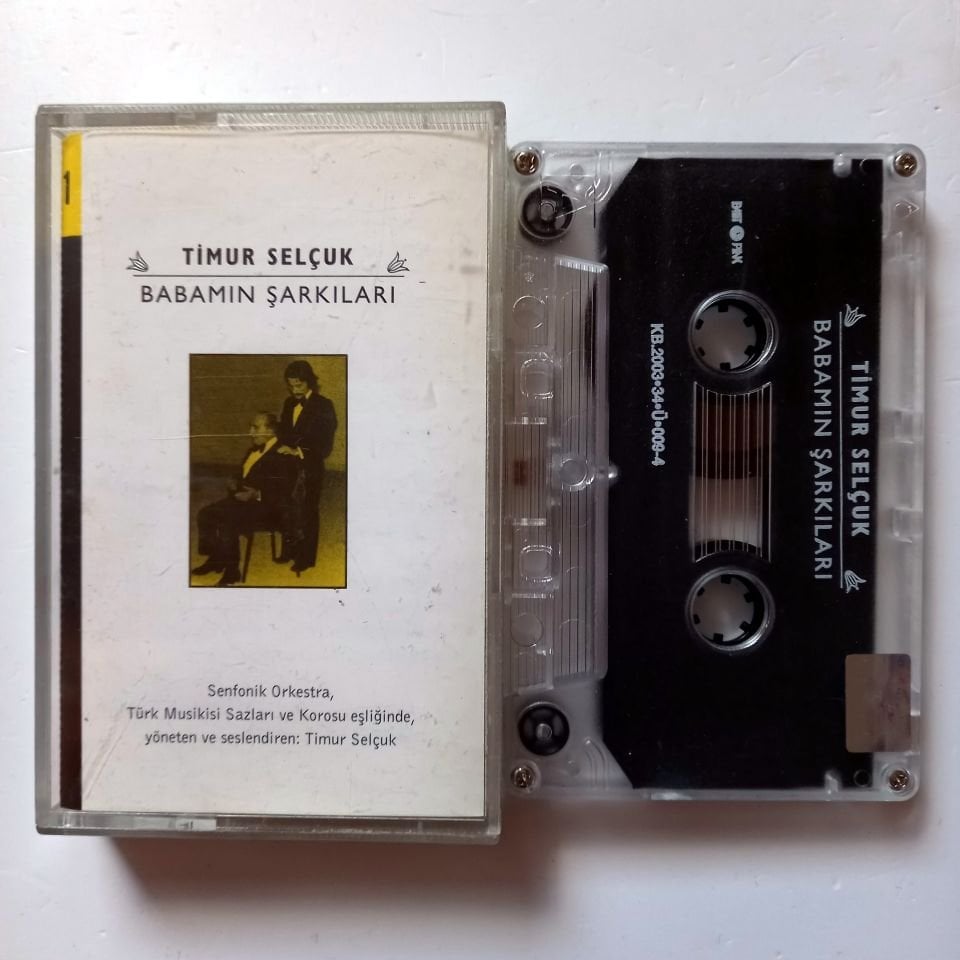 1
TİMUR SELÇUK
BABAMIN ŞARKILARI
Senfonik Orkestra,
Türk Musikisi Sazları ve Korosu eşliğinde,
yöneten ve seslendiren: Timur Selçuk
TİMUR SELÇUK
BABAMIN ŞARKILARI
KB.2003•34•Ü•009-4